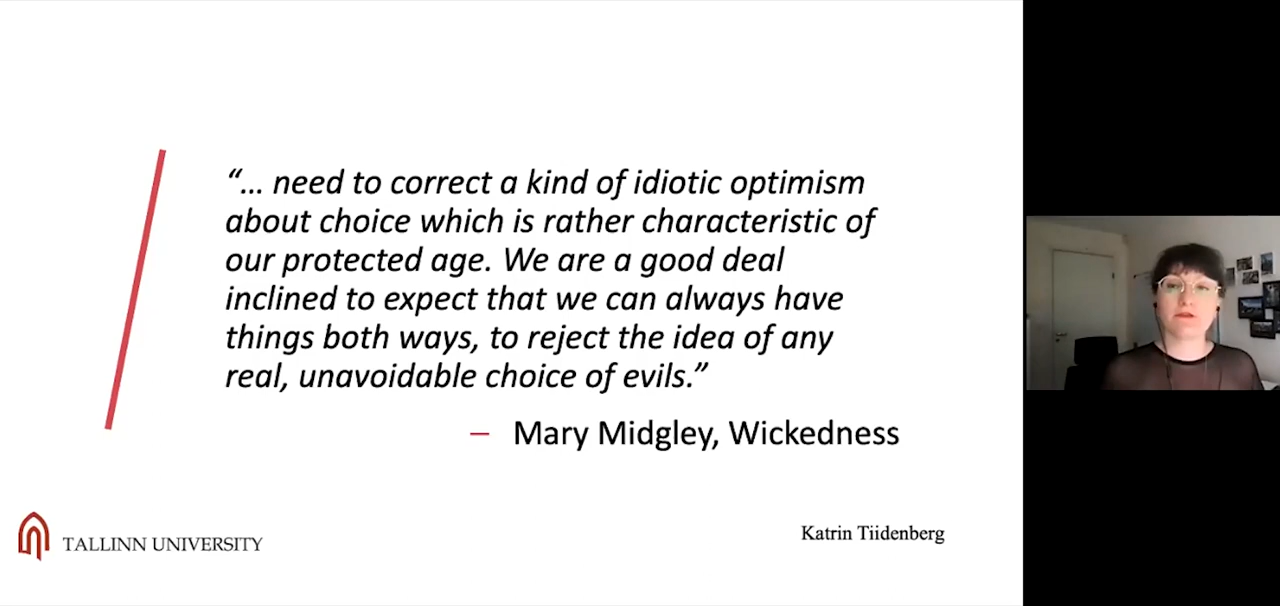 “... need to correct a kind of idiotic optimism
about choice which is rather characteristic of
our protected age. We are a good deal
inclined to expect that we can always have
things both ways, to reject the idea of any
real, unavoidable choice of evils.”
– Mary Midgley, Wickedness
TALLINN UNIVERSITY
Katrin Tiidenberg